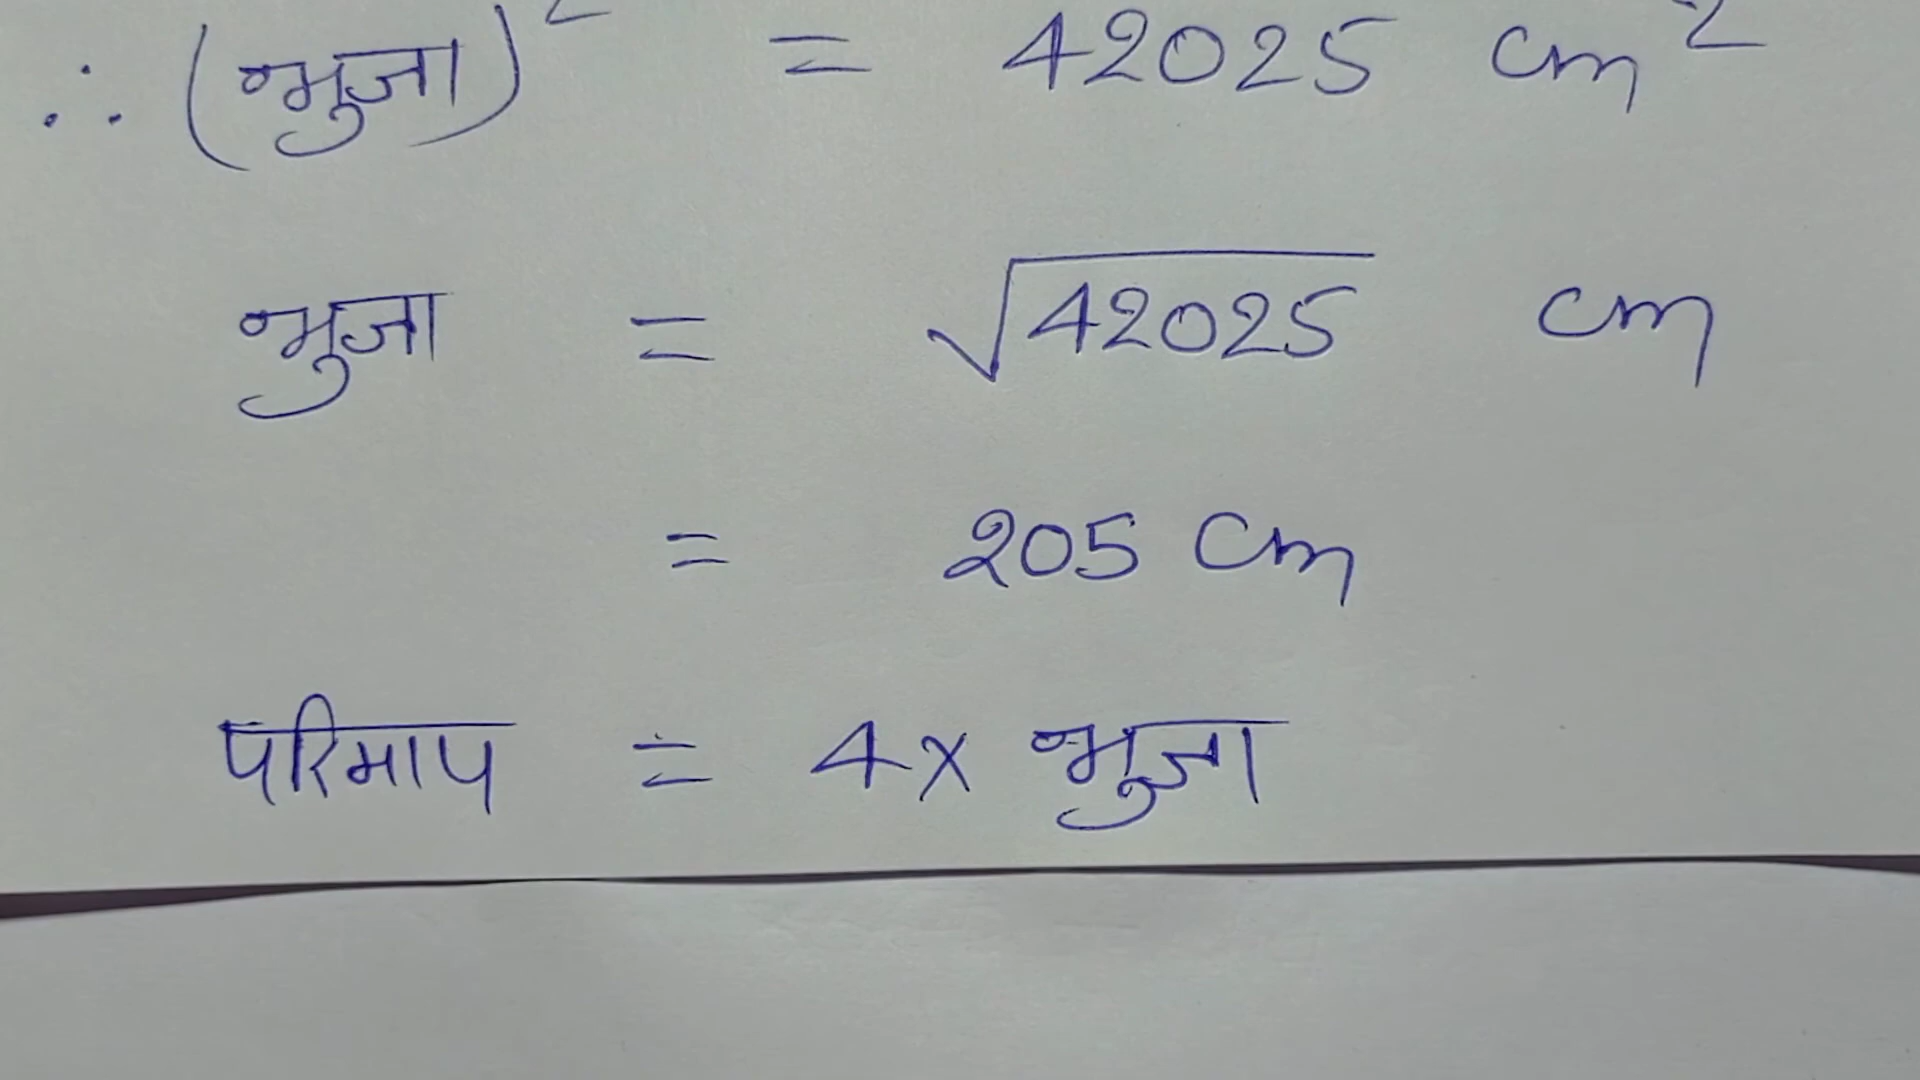 ∴ (भुजा)² = 42025 cm²
भुजा = √42025 cm
= 205 cm
परिमाप = 4 x भुजा